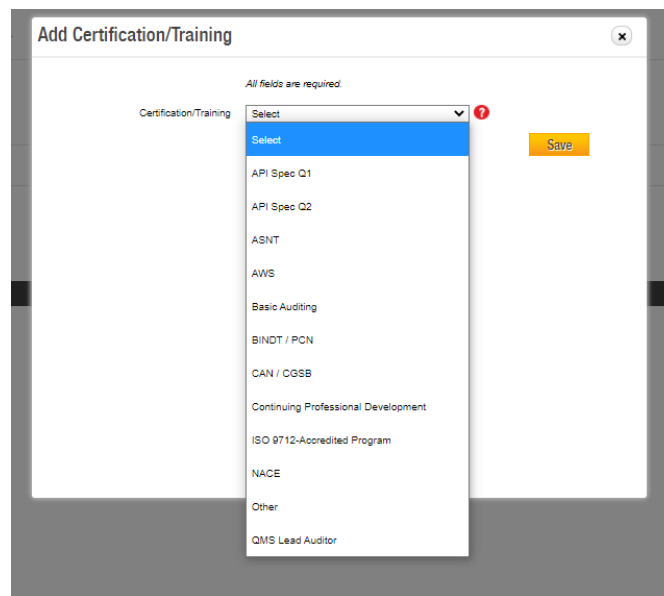 Add Certification/Training
All fields are required.
Certification/Training Select
Save
Select
API Spec Q1
API Spec Q2
ASNT
AWS
Basic Auditing
BINDT / PCN
CAN / CGSB
Continuing Professional Development
ISO 9712-Accredited Program
NACE
Other
QMS Lead Auditor